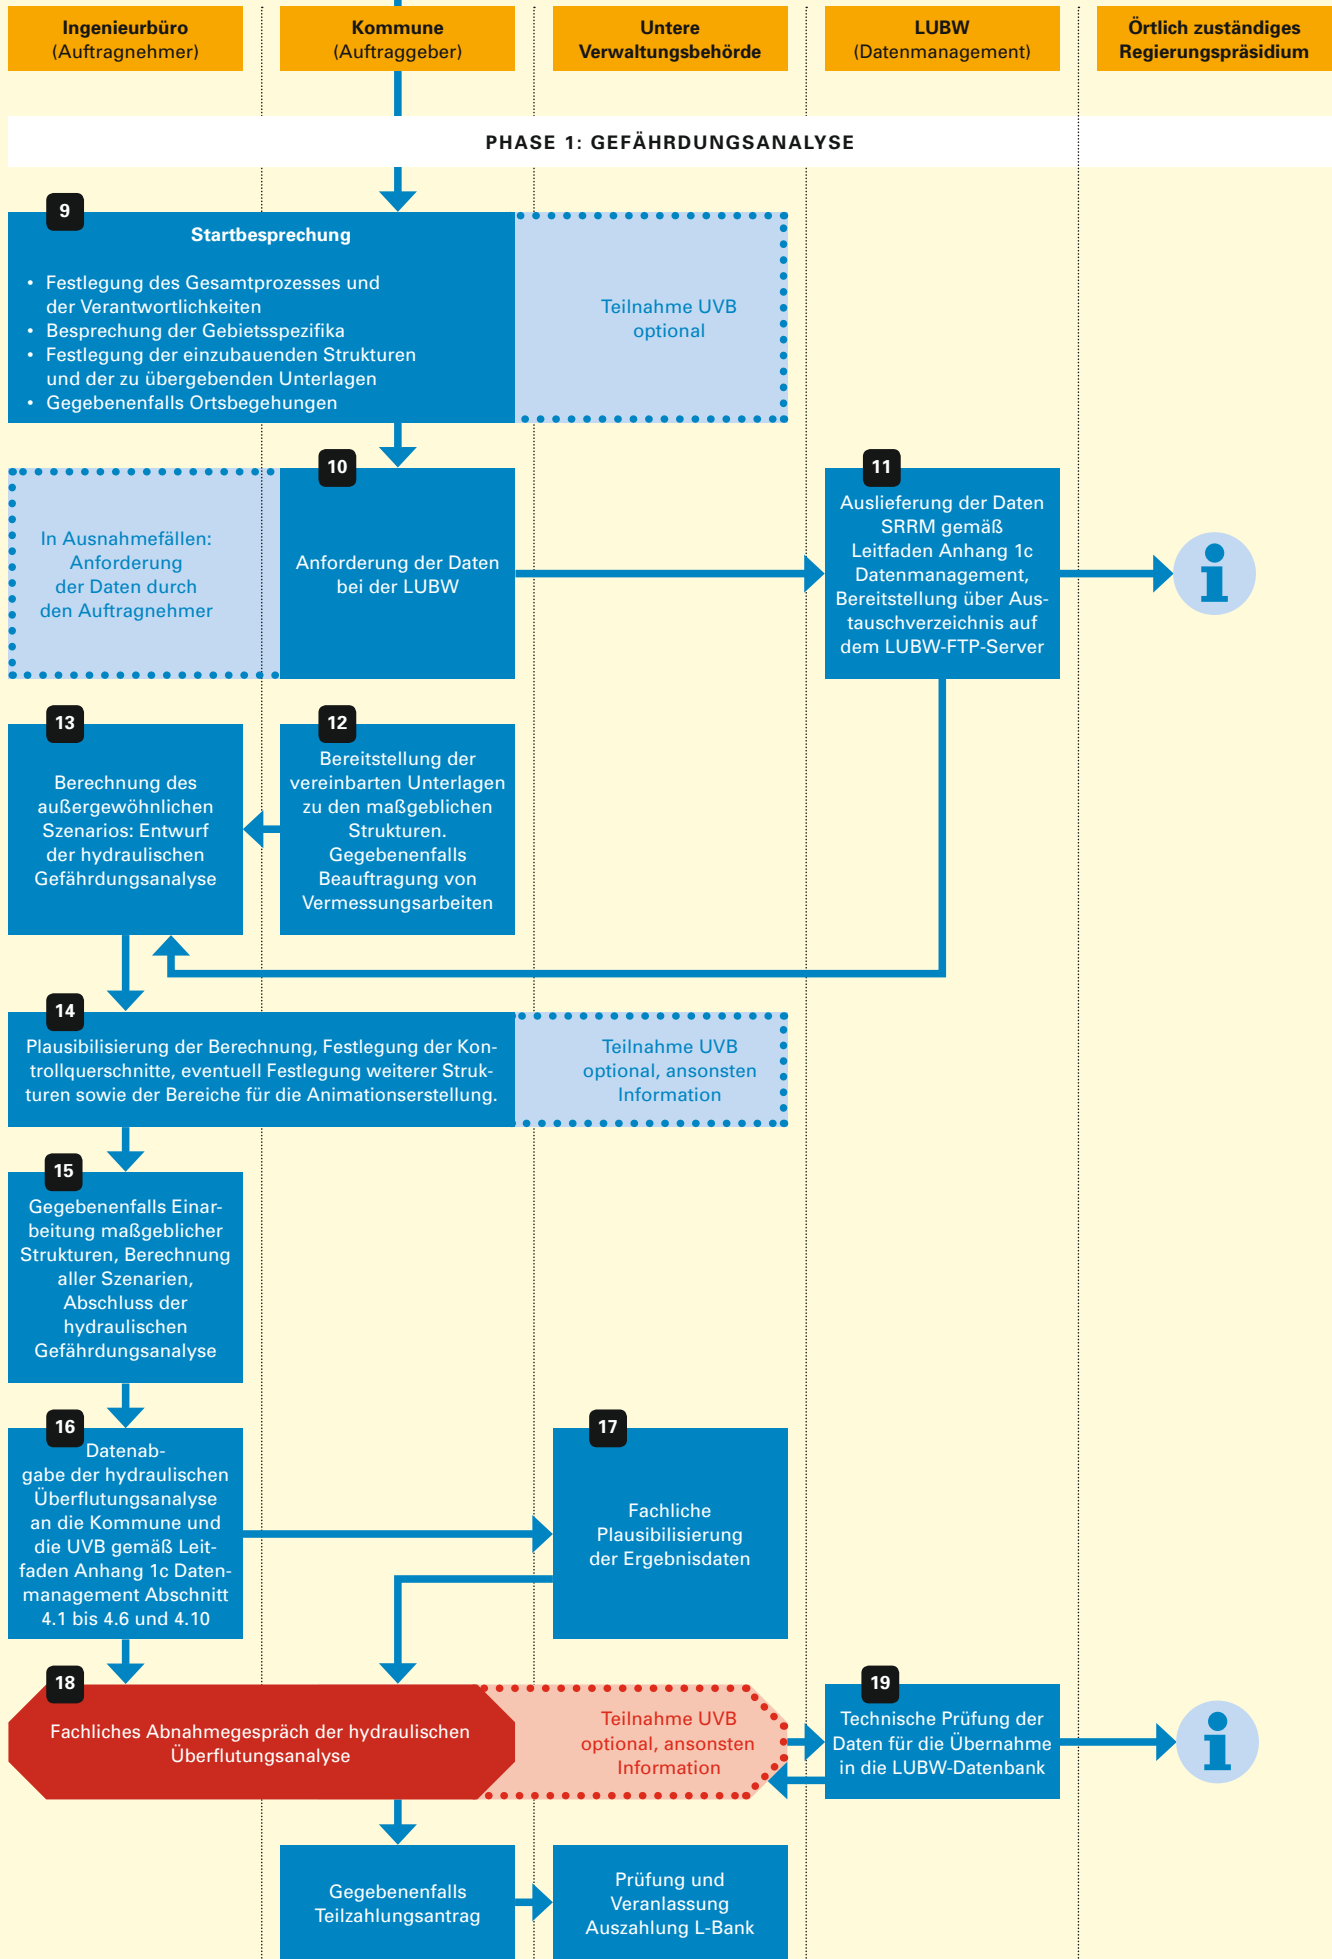 Ingenieurbüro
(Auftragnehmer)
Kommune
(Auftraggeber)
Untere
Verwaltungsbehörde
LUBW
(Datenmanagement)
Örtlich zuständiges
Regierungspräsidium
PHASE 1: GEFÄHRDUNGSANALYSE
9
Startbesprechung
• Festlegung des Gesamtprozesses und
der Verantwortlichkeiten
• Besprechung der Gebietsspezifika
• Festlegung der einzubauenden Strukturen
und der zu übergebenden Unterlagen
• Gegebenenfalls Ortsbegehungen
Teilnahme UVB
optional
In Ausnahmefällen:
Anforderung
der Daten durch
den Auftragnehmer
10
Anforderung der Daten
bei der LUBW
11
Auslieferung der Daten
SRRM gemäß
Leitfaden Anhang 1c
Datenmanagement,
Bereitstellung über Aus-
tauschverzeichnis auf
dem LUBW-FTP-Server
i
13
Berechnung des
außergewöhnlichen
Szenarios: Entwurf
der hydraulischen
Gefährdungsanalyse
12
Bereitstellung der
vereinbarten Unterlagen
zu den maßgeblichen
Strukturen.
Gegebenenfalls
Beauftragung von
Vermessungsarbeiten
14
Plausibilisierung der Berechnung, Festlegung der Kon-
trollquerschnitte, eventuell Festlegung weiterer Struk-
turen sowie der Bereiche für die Animationserstellung.
Teilnahme UVB
optional, ansonsten
Information
15
Gegebenenfalls Einar-
beitung maßgeblicher
Strukturen, Berechnung
aller Szenarien,
Abschluss der
hydraulischen
Gefährdungsanalyse
16
Datenab-
gabe der hydraulischen
Überflutungsanalyse
an die Kommune und
die UVB gemäß Leit-
faden Anhang 1c Daten-
management Abschnitt
4.1 bis 4.6 und 4.10
17
Fachliche
Plausibilisierung
der Ergebnisdaten
18
Fachliches Abnahmegespräch der hydraulischen
Überflutungsanalyse
Teilnahme UVB
optional, ansonsten
Information
19
Technische Prüfung der
Daten für die Übernahme
in die LUBW-Datenbank
i
Gegebenenfalls
Teilzahlungsantrag
Prüfung und
Veranlassung
Auszahlung L-Bank